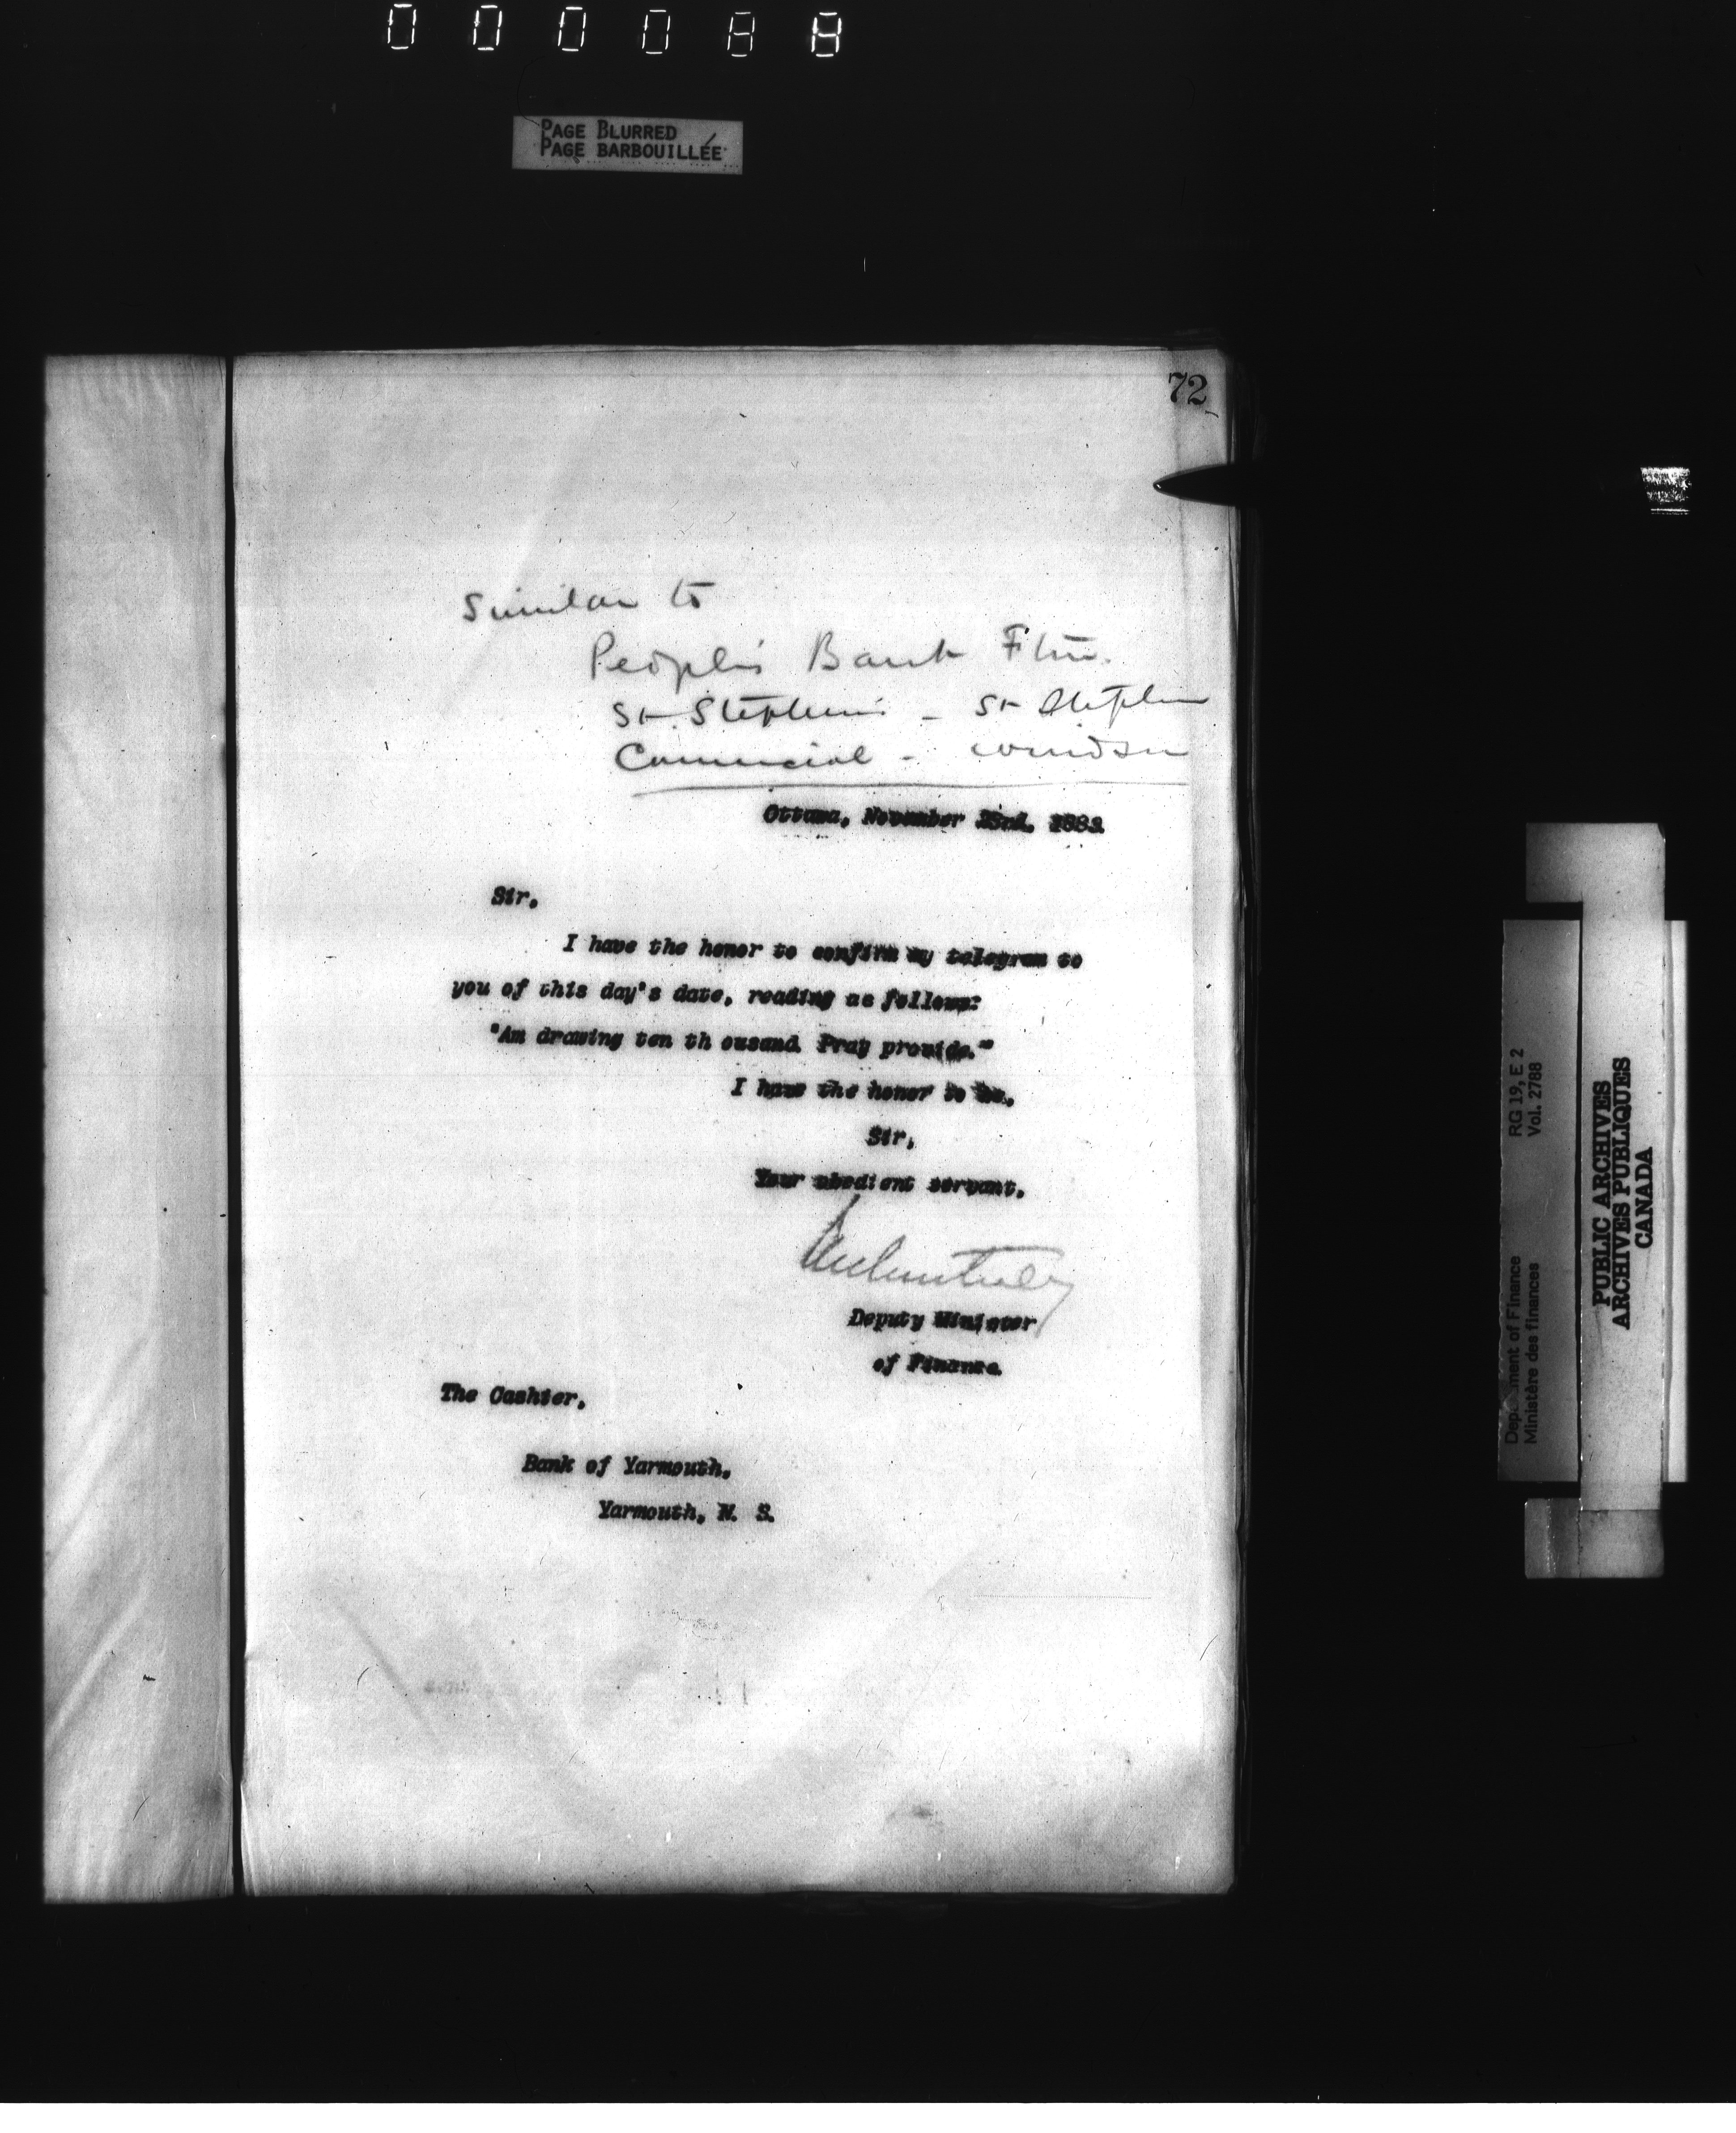 PAGE BLURRED
PAGE BARBOUILLÉE
72
Similar to
People's Bank Fton.
St. Stephen's - St Stephen
Commercial - Windsor
Ottawa, November 23rd, 188
Sir,
I have the honor to confirm my telegram to
you of this day's date, reading as follows:
"Am drawing ten th ousand. Pray provide."
I have the honor to be,
Sir,
Your obedient servant,
Deputy Minister
of Finance.
The Cashier,
Bank of Yarmouth,
Yarmouth, N. S.
Department of Finance RG 19, E 2
Ministère des finances Vol. 2788
PUBLIC ARCHIVES
ARCHIVES PUBLIQUES
CANADA